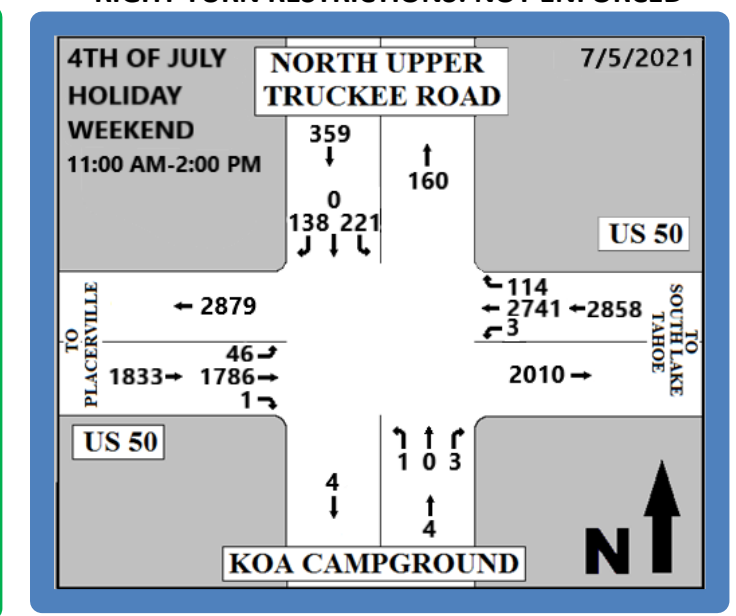 RIGHT TURN RESTRICTIONS: NOT ENFORCED
4TH OF JULY
HOLIDAY
WEEKEND
11:00 AM-2:00 PM
NORTH UPPER
TRUCKEE ROAD
7/5/2021
359
160
0
138 221
US 50
2879
114
2741 2858
3
TO
PLACERVILLE
TO
SOUTH LAKE
TAHOE
46
1833 1786
1
2010
US 50
1 0 3
4
4
KOA CAMPGROUND
N